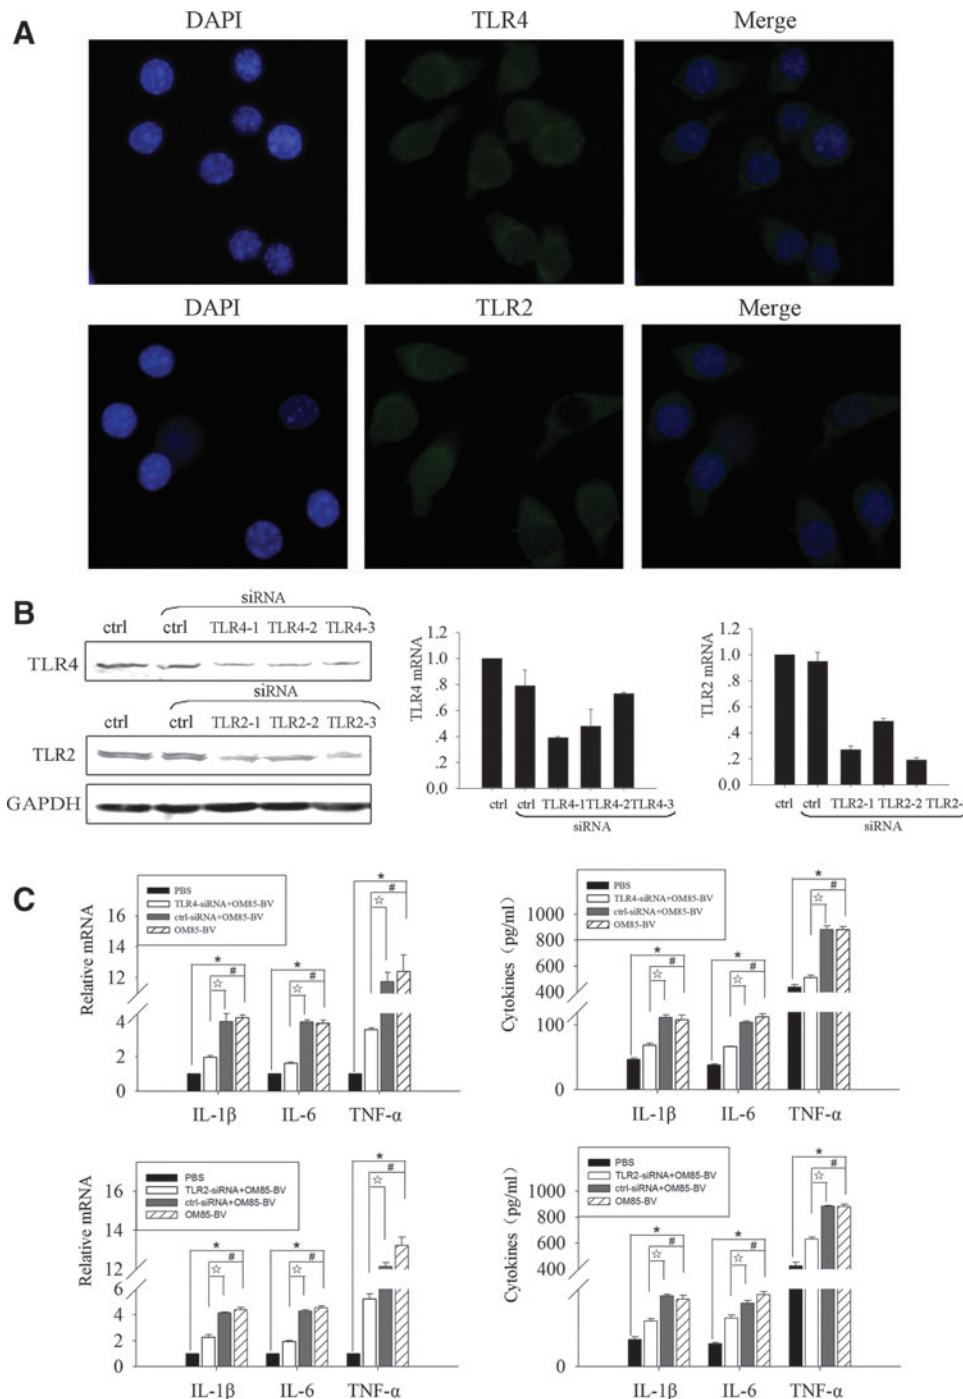 A
DAPI TLR4 Merge
DAPI TLR2 Merge
B
siRNA
ctrl ctrl TLR4-1 TLR4-2 TLR4-3
TLR4
siRNA
ctrl ctrl TLR2-1 TLR2-2 TLR2-3
TLR2
GAPDH
TLR4 mRNA
1.2
1.0
.8
.6
.4
.2
0.0
ctrl ctrl TLR4-1 TLR4-2 TLR4-3
siRNA
TLR2 mRNA
1.2
1.0
.8
.6
.4
.2
0.0
ctrl ctrl TLR2-1 TLR2-2 TLR2-
siRNA
C
Relative mRNA
16
14
12
4
2
0
PBS
TLR4-siRNA+OM85-BV
ctrl-siRNA+OM85-BV
OM85-BV
* # ☆
* # ☆
* # ☆
IL-1β IL-6 TNF-α
Cytokines (pg/ml)
1000
800
600
400
100
0
PBS
TLR4-siRNA+OM85-BV
ctrl-siRNA+OM85-BV
OM85-BV
* # ☆
* # ☆
* # ☆
IL-1β IL-6 TNF-α
Relative mRNA
16
14
12
6
4
2
0
PBS
TLR2-siRNA+OM85-BV
ctrl-siRNA+OM85-BV
OM85-BV
* # ☆
* # ☆
* # ☆
IL-1β IL-6 TNF-α
Cytokines (pg/ml)
1000
800
600
400
0
PBS
TLR2-siRNA+OM85-BV
ctrl-siRNA+OM85-BV
OM85-BV
* # ☆
* # ☆
* # ☆
IL-1β IL-6 TNF-α